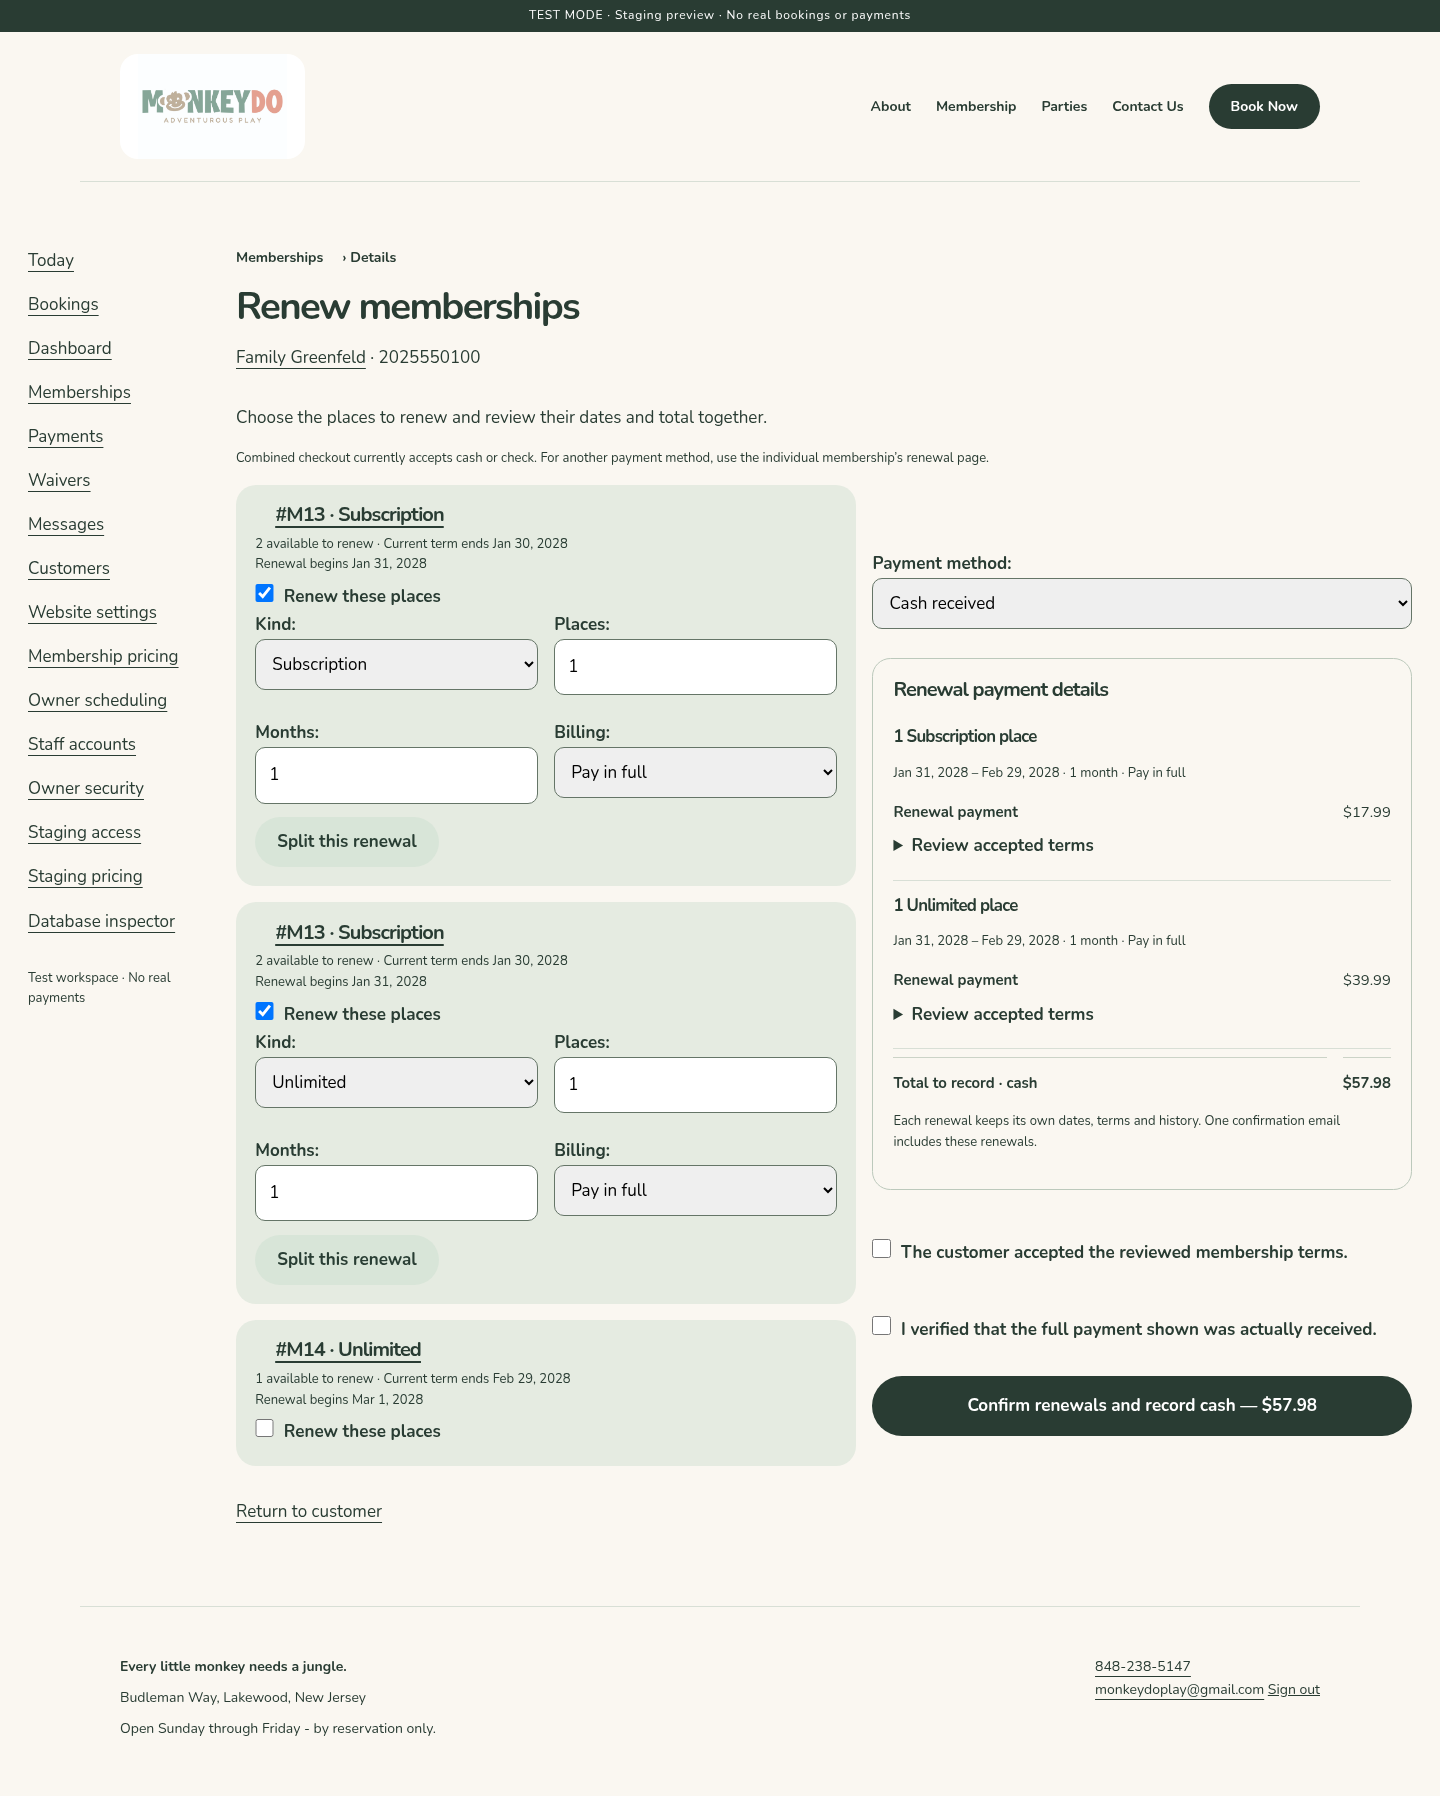 TEST MODE · Staging preview · No real bookings or payments
MONKEYDO
ADVENTUROUS PLAY
About
Membership
Parties
Contact Us
Book Now
Today
Bookings
Dashboard
Memberships
Payments
Waivers
Messages
Customers
Website settings
Membership pricing
Owner scheduling
Staff accounts
Owner security
Staging access
Staging pricing
Database inspector
Test workspace · No real
payments
Memberships › Details
Renew memberships
Family Greenfeld · 2025550100
Choose the places to renew and review their dates and total together.
Combined checkout currently accepts cash or check. For another payment method, use the individual membership’s renewal page.
#M13 · Subscription
2 available to renew · Current term ends Jan 30, 2028
Renewal begins Jan 31, 2028
Renew these places
Kind:
Places:
Subscription
1
Months:
Billing:
1
Pay in full
Split this renewal
#M13 · Subscription
2 available to renew · Current term ends Jan 30, 2028
Renewal begins Jan 31, 2028
Renew these places
Kind:
Places:
Unlimited
1
Months:
Billing:
1
Pay in full
Split this renewal
#M14 · Unlimited
1 available to renew · Current term ends Feb 29, 2028
Renewal begins Mar 1, 2028
Renew these places
Payment method:
Cash received
Renewal payment details
1 Subscription place
Jan 31, 2028 – Feb 29, 2028 · 1 month · Pay in full
Renewal payment $17.99
Review accepted terms
1 Unlimited place
Jan 31, 2028 – Feb 29, 2028 · 1 month · Pay in full
Renewal payment $39.99
Review accepted terms
Total to record · cash $57.98
Each renewal keeps its own dates, terms and history. One confirmation email
includes these renewals.
The customer accepted the reviewed membership terms.
I verified that the full payment shown was actually received.
Confirm renewals and record cash — $57.98
Return to customer
Every little monkey needs a jungle.
Budleman Way, Lakewood, New Jersey
Open Sunday through Friday - by reservation only.
848-238-5147
monkeydoplay@gmail.com Sign out